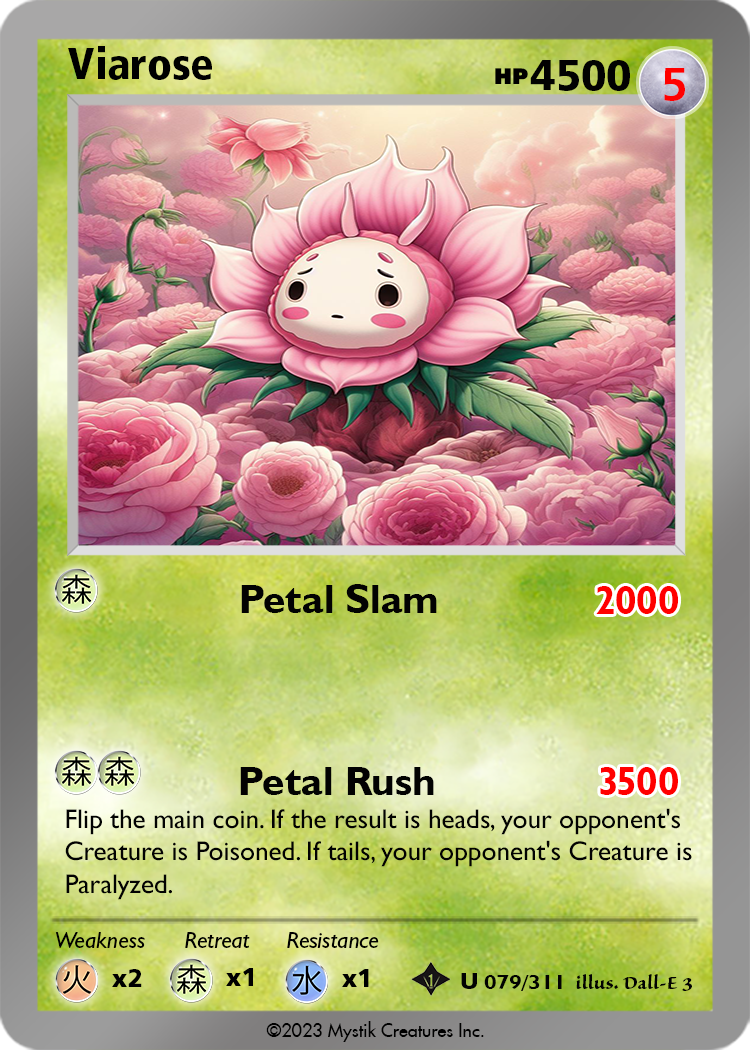 Viarose
HP4500 5
森 Petal Slam 2000
森森 Petal Rush 3500
Flip the main coin. If the result is heads, your opponent's
Creature is Poisoned. If tails, your opponent's Creature is
Paralyzed.
Weakness Retreat Resistance
火 x2 森 x1 水 x1 1 U 079/311 illus. Dall-E 3
©2023 Mystik Creatures Inc.